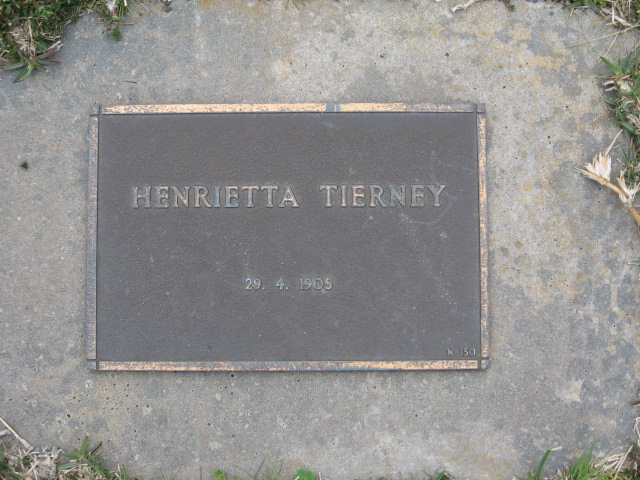 HENRIETTA TIERNEY
29. 4. 1905
N 150